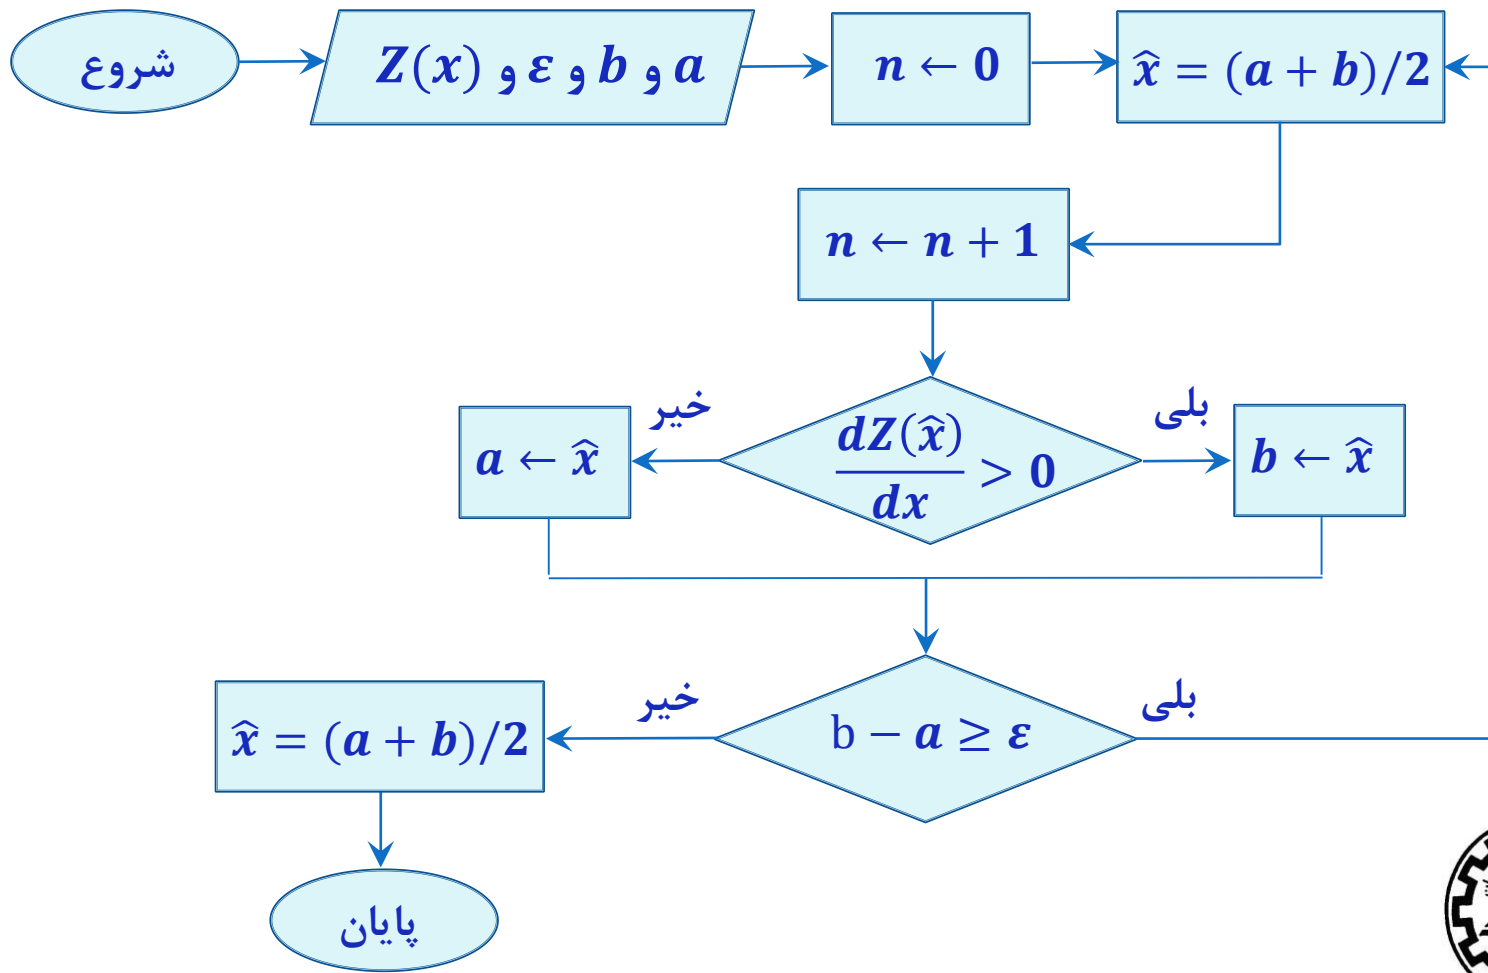 شروع
Z(x) و ε و b و a
n ← 0
x̂ = (a + b)/2
n ← n + 1
خیر
بلی
a ← x̂
dZ(x̂)/dx > 0
b ← x̂
خیر
بلی
x̂ = (a + b)/2
b − a ≥ ε
پایان